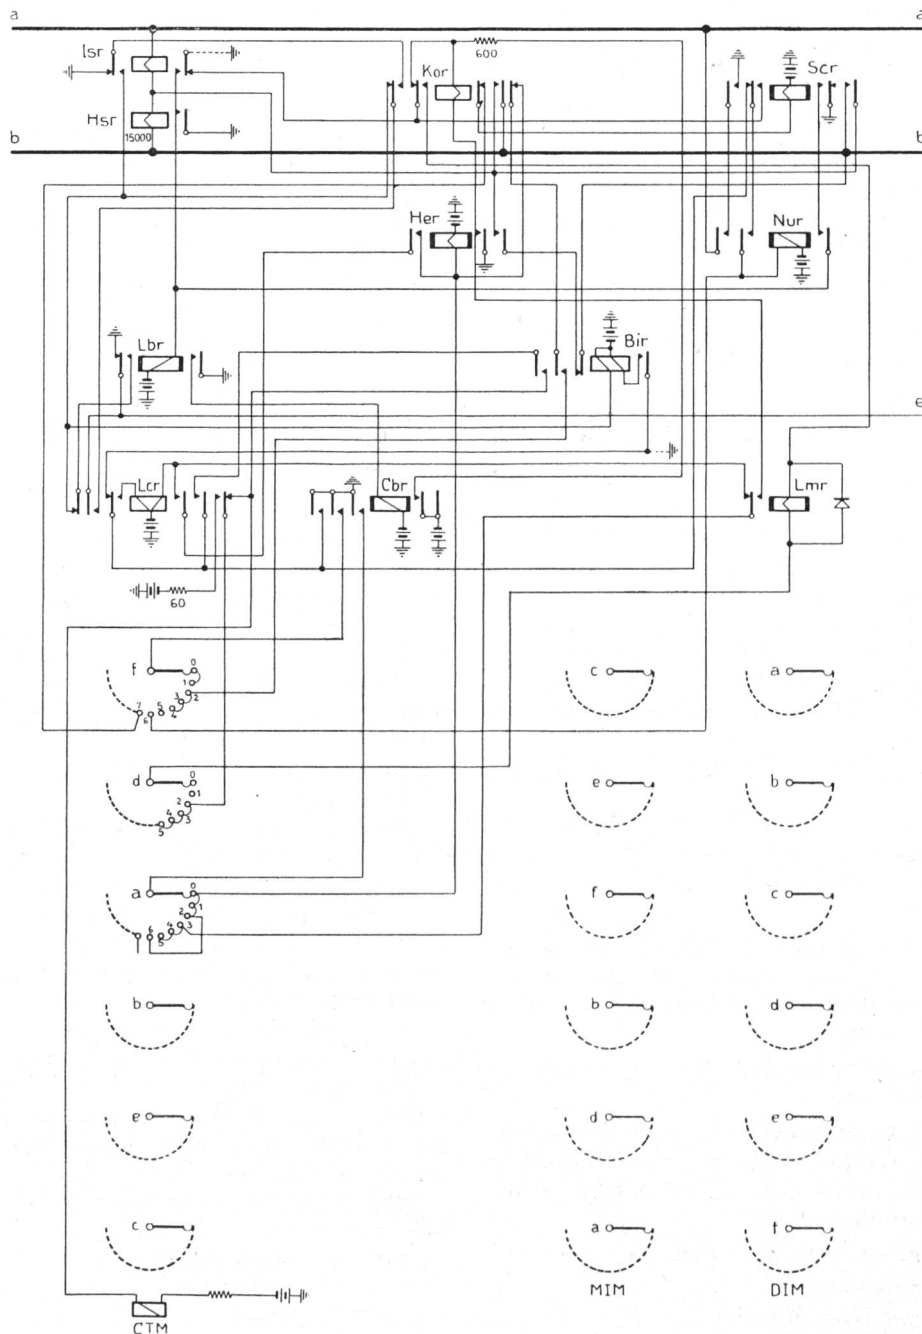 a a
Isr Kor 600 Scr
Hsr 15000
b b
Her Nur
Lbr Bir
e
Lcr Cbr Lmr
60
f 0 1 2 3 4 5 6 7 c a
d 0 1 2 3 4 5 e b
a 0 1 2 3 4 5 6 f c
b b d
e d e
c a f
MIM DIM
CTM